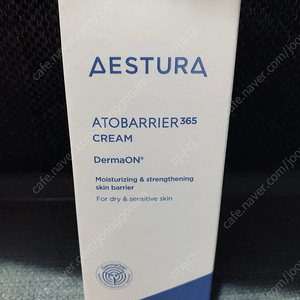 AESTURA
ATOBARRIER365
CREAM
DermaON®
Moisturizing & strengthening
skin barrier
For dry & sensitive skin